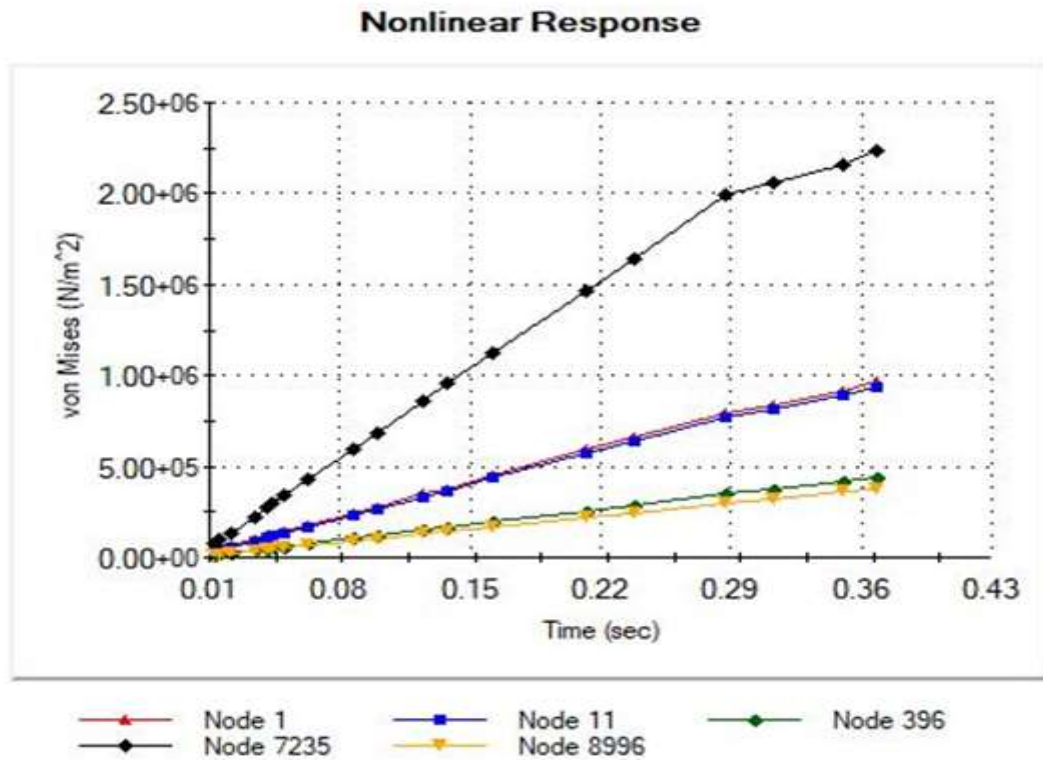 Nonlinear Response
2.50+06
2.00+06
1.50+06
1.00+06
5.00+05
0.00+00
von Mises (N/m^2)
0.01 0.08 0.15 0.22 0.29 0.36 0.43
Time (sec)
Node 1 Node 11 Node 396
Node 7235 Node 8996